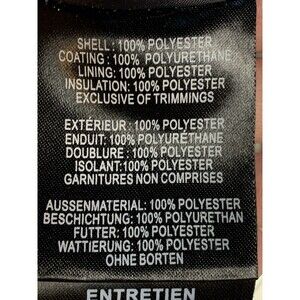 SHELL: 100% POLYESTER
COATING: 100% POLYURETHANE
LINING: 100% POLYESTER
INSULATION: 100% POLYESTER
EXCLUSIVE OF TRIMMINGS
EXTÉRIEUR: 100% POLYESTER
ENDUIT: 100% POLYURÉTHANE
DOUBLURE : 100% POLYESTER
ISOLANT:100% POLYESTER
GARNITURES NON COMPRISES
AUSSENMATERIAL: 100% POLYESTER
BESCHICHTUNG: 100% POLYURETHAN
FUTTER: 100% POLYESTER
WATTIERUNG: 100% POLYESTER
OHNE BORTEN
ENTRETIEN